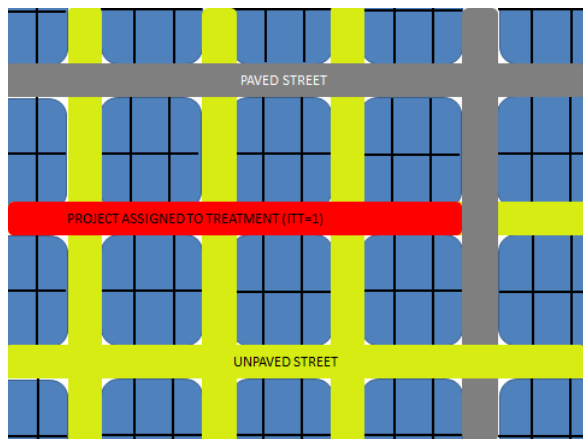 PAVED STREET
PROJECT ASSIGNED TO TREATMENT (ITT=1)
UNPAVED STREET